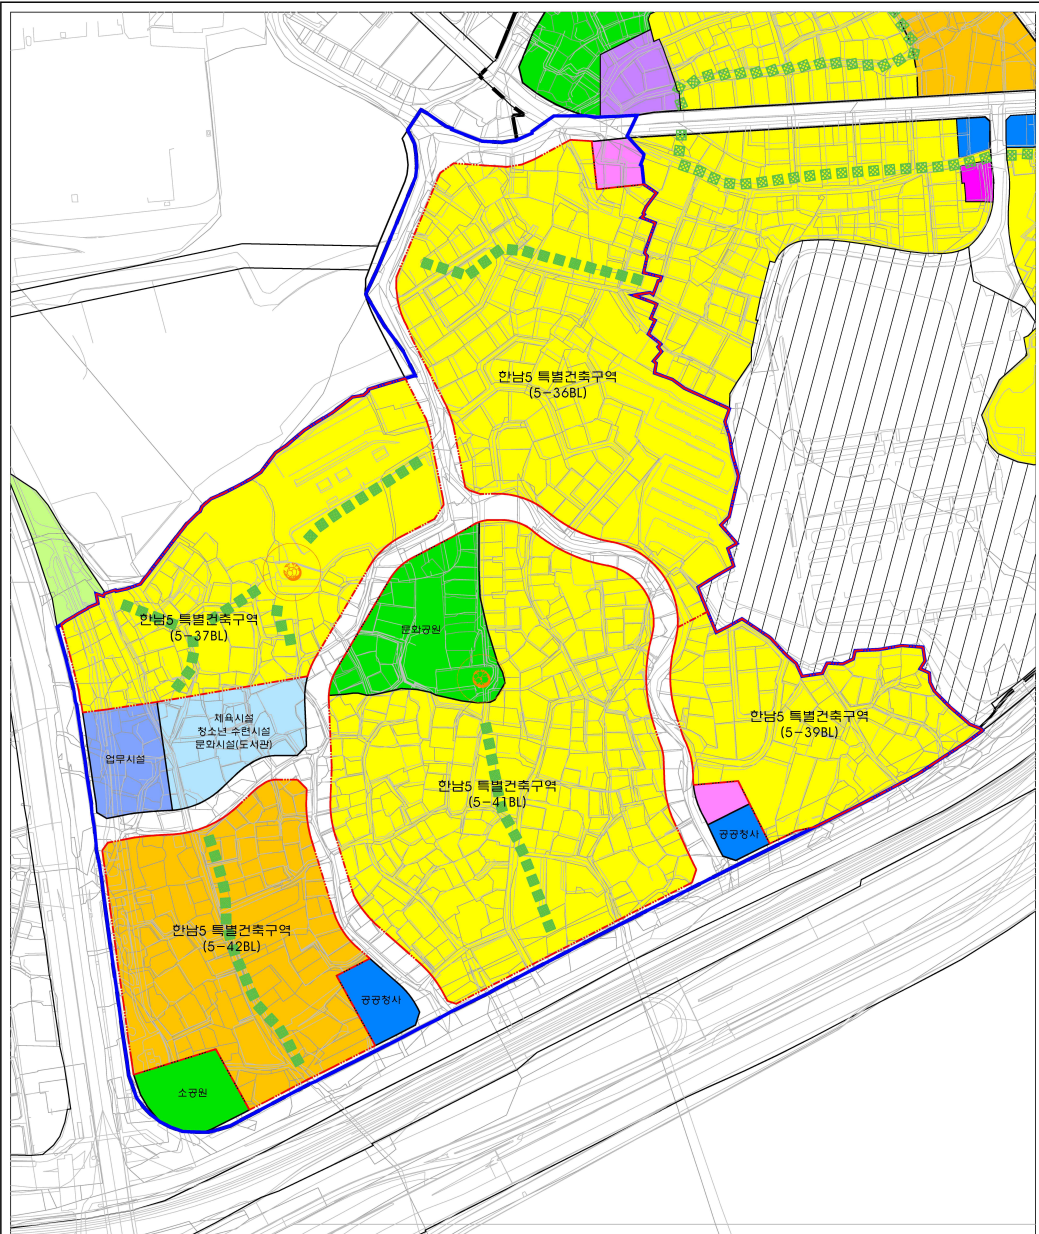 한남5 특별건축구역
(5-36BL)
한남5 특별건축구역
(5-37BL)
문화공원
체육시설
청소년 수련시설
문화시설(도서관)
업무시설
한남5 특별건축구역
(5-39BL)
한남5 특별건축구역
(5-41BL)
공공청사
한남5 특별건축구역
(5-42BL)
공공청사
소공원